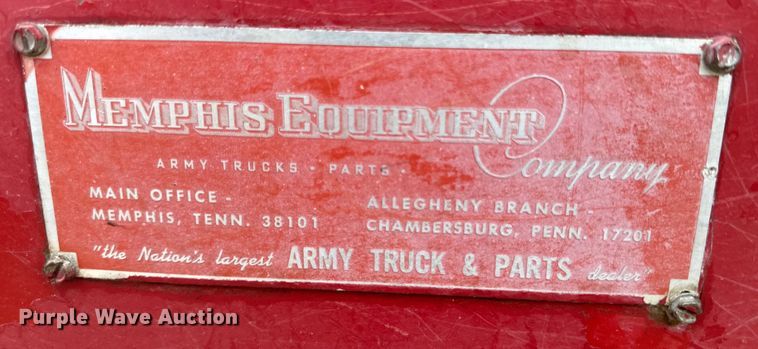 MEMPHIS EQUIPMENT Company
ARMY TRUCKS - PARTS -
MAIN OFFICE -
MEMPHIS, TENN. 38101
ALLEGHENY BRANCH -
CHAMBERSBURG, PENN. 17201
"the Nation's largest ARMY TRUCK & PARTS dealer"
Purple Wave Auction